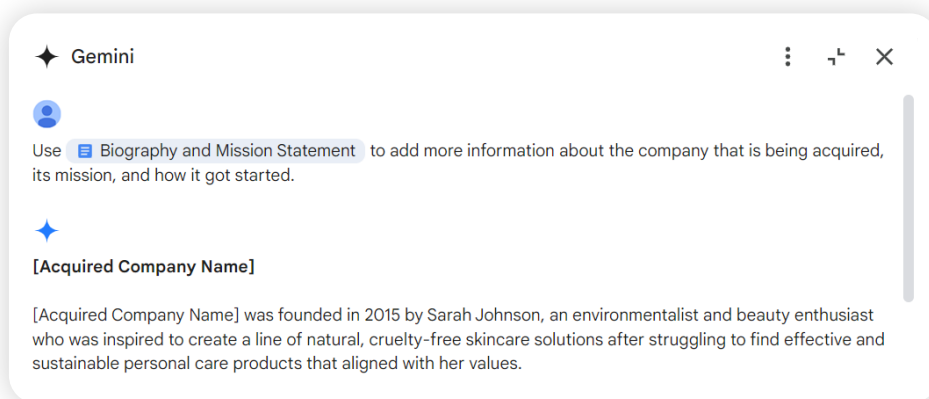 Gemini
Use Biography and Mission Statement to add more information about the company that is being acquired,
its mission, and how it got started.
[Acquired Company Name]
[Acquired Company Name] was founded in 2015 by Sarah Johnson, an environmentalist and beauty enthusiast
who was inspired to create a line of natural, cruelty-free skincare solutions after struggling to find effective and
sustainable personal care products that aligned with her values.